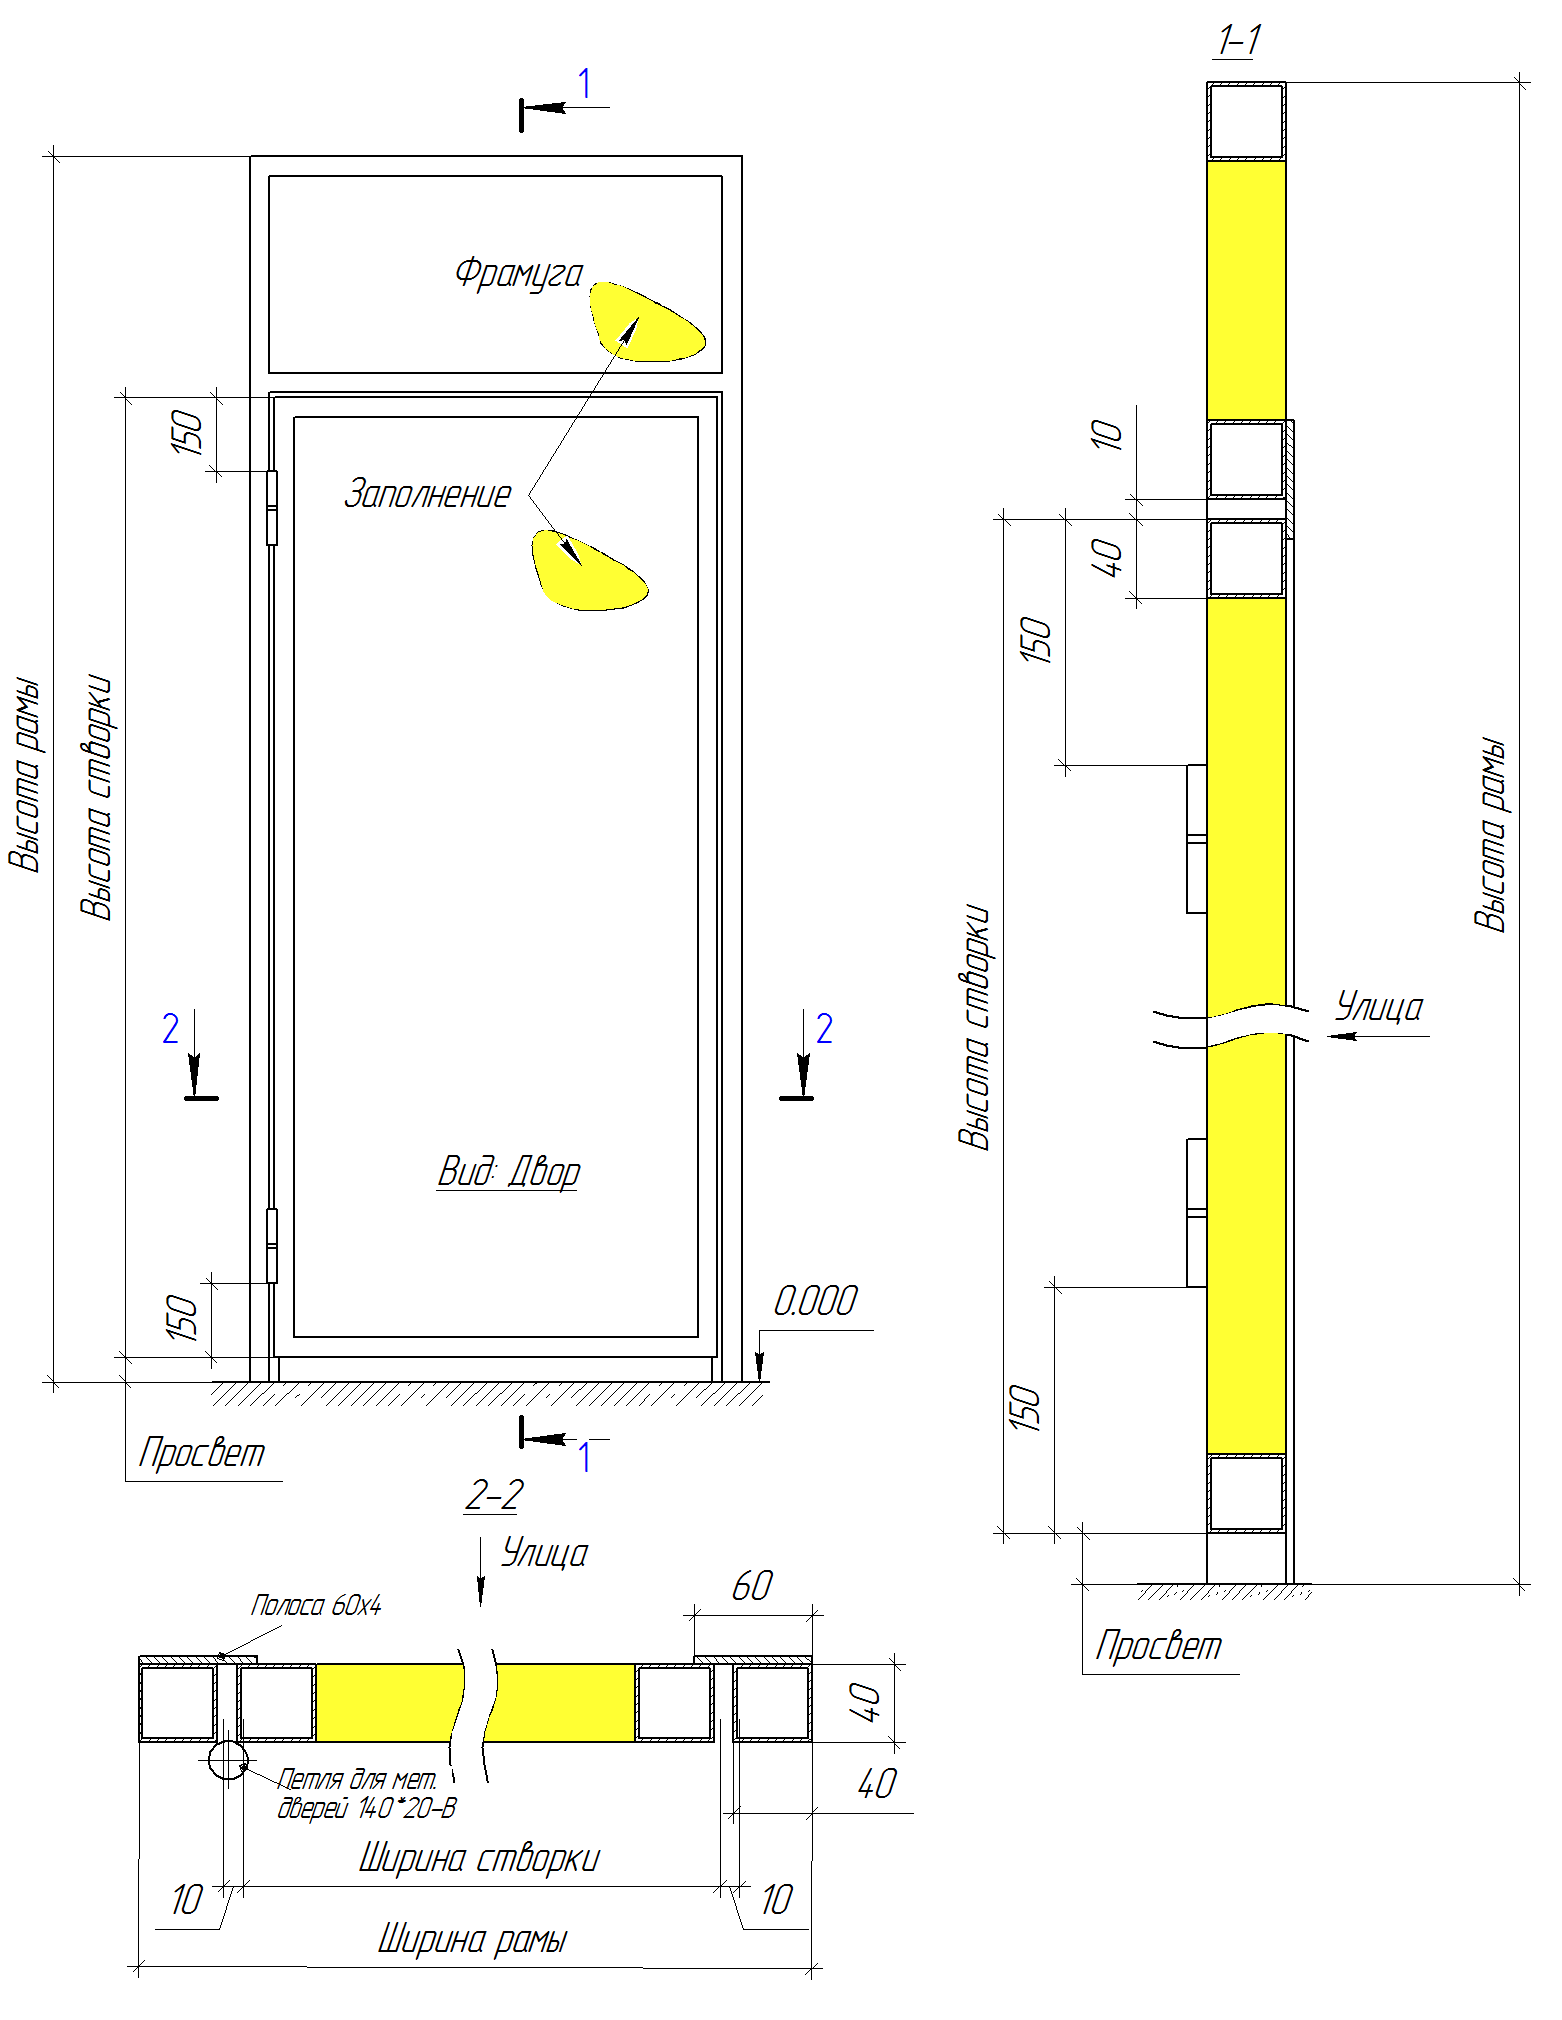 1
Фрамуга
150
Заполнение
Высота рамы
Высота створки
2
2
Вид: Двор
150
0.000
Просвет
1
1-1
10
40
150
Высота створки
Улица
Высота рамы
150
Просвет
2-2
Улица
Полоса 60х4
60
40
40
Петля для мет.
дверей 140*20-В
Ширина створки
10
10
Ширина рамы